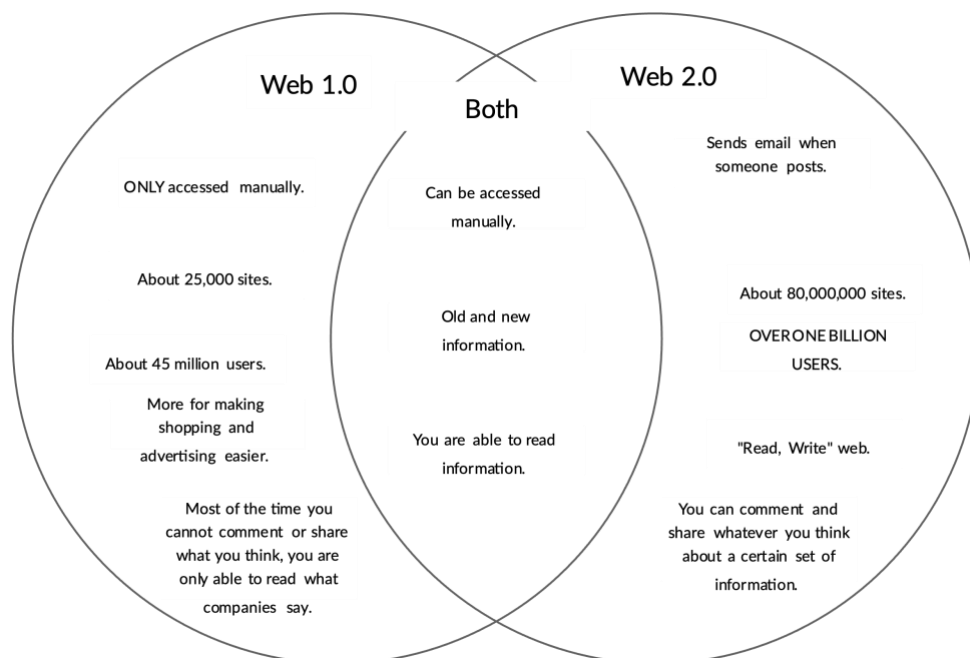 Web 1.0
ONLY accessed manually.
About 25,000 sites.
About 45 million users.
More for making
shopping and
advertising easier.
Most of the time you
cannot comment or share
what you think, you are
only able to read what
companies say.
Both
Can be accessed
manually.
Old and new
information.
You are able to read
information.
Web 2.0
Sends email when
someone posts.
About 80,000,000 sites.
OVER ONE BILLION
USERS.
"Read, Write" web.
You can comment and
share whatever you think
about a certain set of
information.